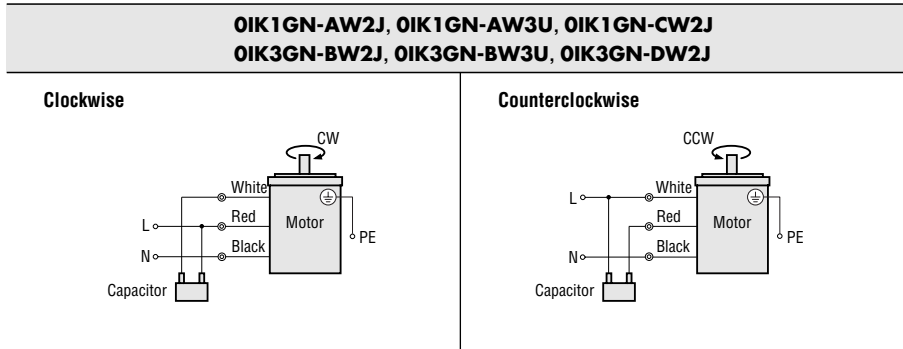 0IK1GN-AW2J, 0IK1GN-AW3U, 0IK1GN-CW2J
0IK3GN-BW2J, 0IK3GN-BW3U, 0IK3GN-DW2J
Clockwise
CW
White
L
Red
Motor
PE
N
Black
Capacitor
Counterclockwise
CCW
L
White
Red
Motor
PE
N
Black
Capacitor